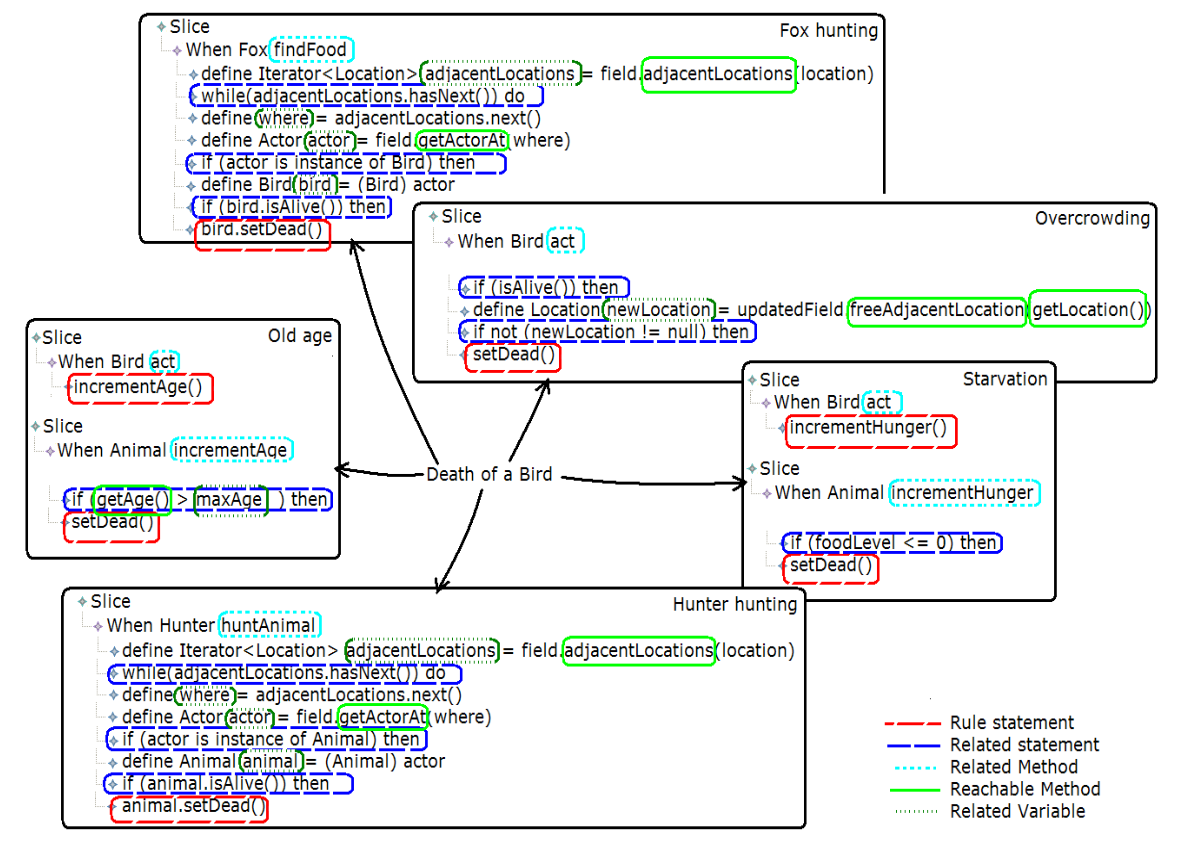 Slice
Fox hunting
When Fox findFood
define Iterator<Location> adjacentLocations = field.adjacentLocations(location)
while(adjacentLocations.hasNext()) do
define where = adjacentLocations.next()
define Actor actor = field.getActorAt(where)
if (actor is instance of Bird) then
define Bird bird = (Bird) actor
if (bird.isAlive()) then
bird.setDead()
Slice
Overcrowding
When Bird act
if (isAlive()) then
define Location newLocation = updatedField.freeAdjacentLocation(getLocation())
if not (newLocation != null) then
setDead()
Slice
Old age
When Bird act
incrementAge()
Slice
When Animal incrementAge
if (getAge() > maxAge ) then
setDead()
Slice
Starvation
When Bird act
incrementHunger()
Slice
When Animal incrementHunger
if (foodLevel <= 0) then
setDead()
Death of a Bird
Slice
Hunter hunting
When Hunter huntAnimal
define Iterator<Location> adjacentLocations = field.adjacentLocations(location)
while(adjacentLocations.hasNext()) do
define where = adjacentLocations.next()
define Actor actor = field.getActorAt(where)
if (actor is instance of Animal) then
define Animal animal = (Animal) actor
if (animal.isAlive()) then
animal.setDead()
Rule statement
Related statement
Related Method
Reachable Method
Related Variable